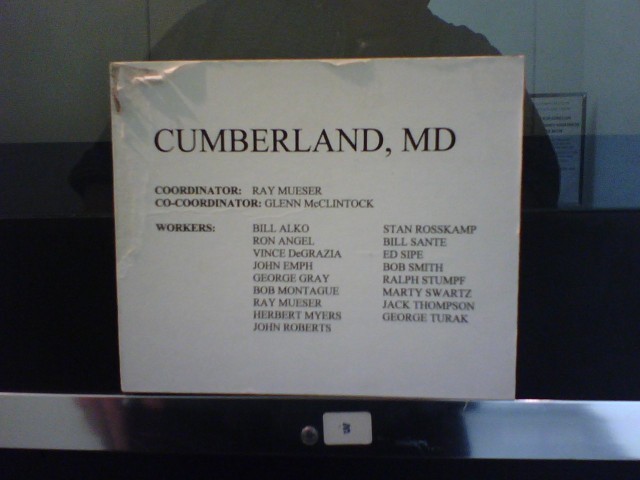 CUMBERLAND, MD
COORDINATOR: RAY MUESER
CO-COORDINATOR: GLENN McCLINTOCK
WORKERS: BILL ALKO STAN ROSSKAMP
RON ANGEL BILL SANTE
VINCE DeGRAZIA ED SIPE
JOHN EMPH BOB SMITH
GEORGE GRAY RALPH STUMPF
BOB MONTAGUE MARTY SWARTZ
RAY MUESER JACK THOMPSON
HERBERT MYERS GEORGE TURAK
JOHN ROBERTS